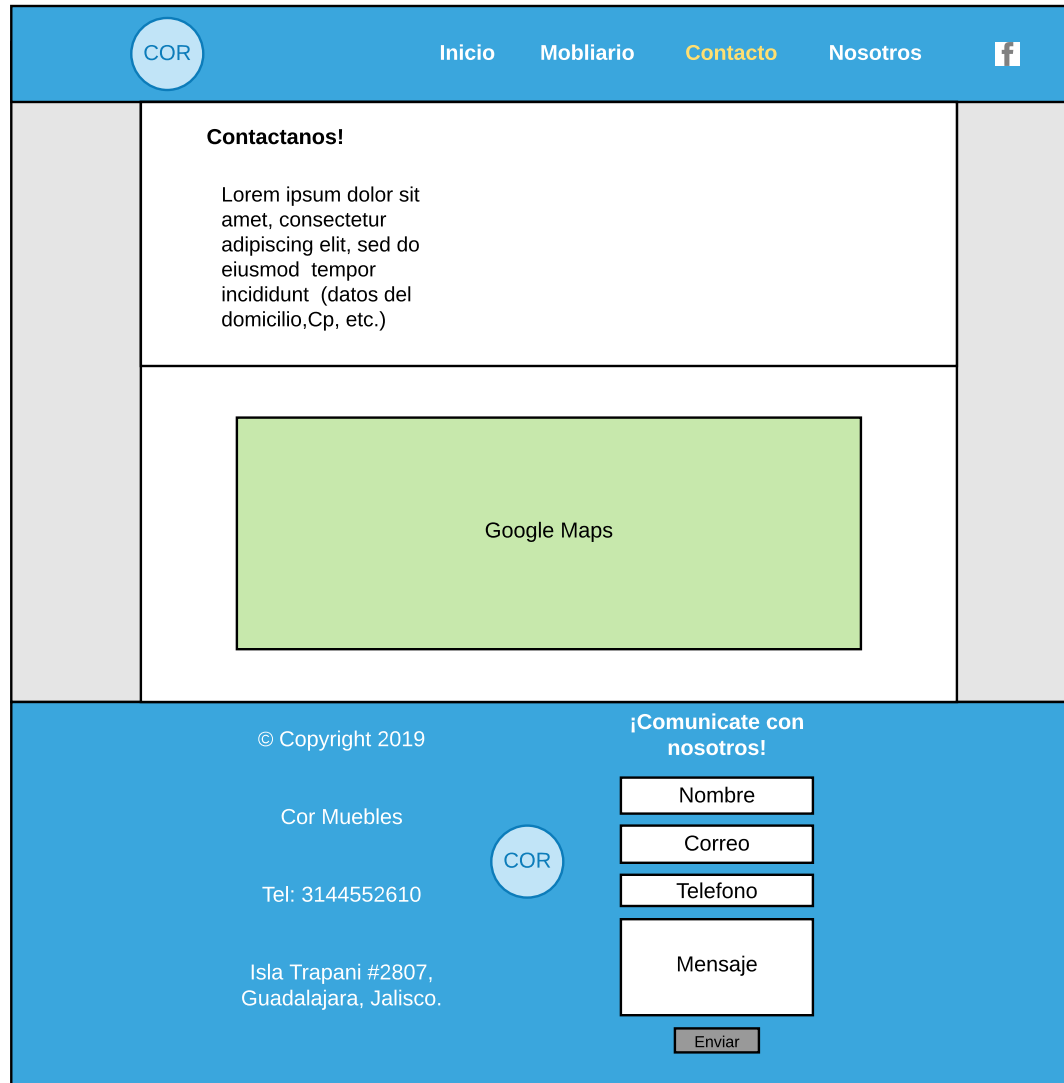 COR
Inicio Mobliario Contacto Nosotros f
Contactanos!
Lorem ipsum dolor sit
amet, consectetur
adipiscing elit, sed do
eiusmod  tempor
incididunt  (datos del
domicilio,Cp, etc.)
Google Maps
© Copyright 2019
Cor Muebles
Tel: 3144552610
Isla Trapani #2807,
Guadalajara, Jalisco.
COR
¡Comunicate con
nosotros!
Nombre
Correo
Telefono
Mensaje
Enviar